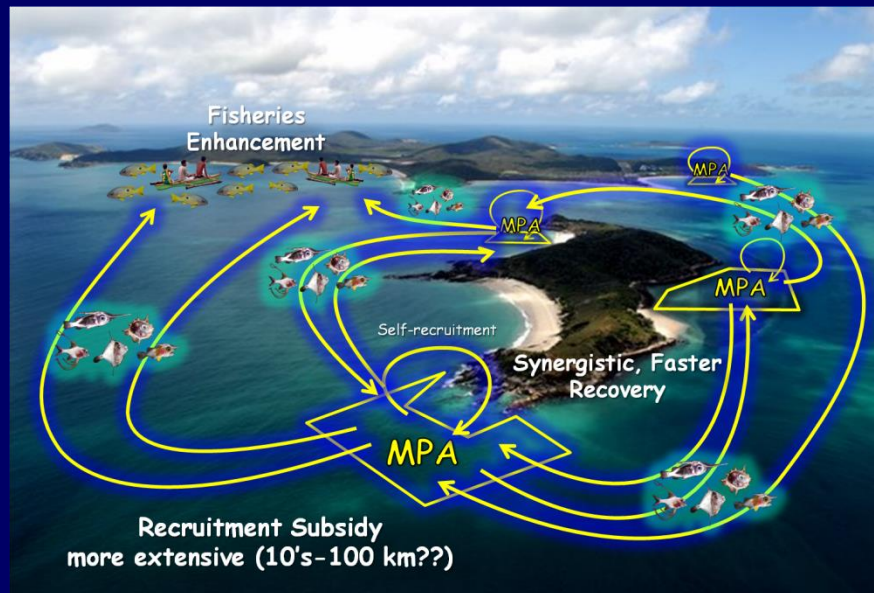 Fisheries
Enhancement
MPA
MPA
MPA
Self-recruitment
Synergistic, Faster
Recovery
MPA
Recruitment Subsidy
more extensive (10's-100 km??)